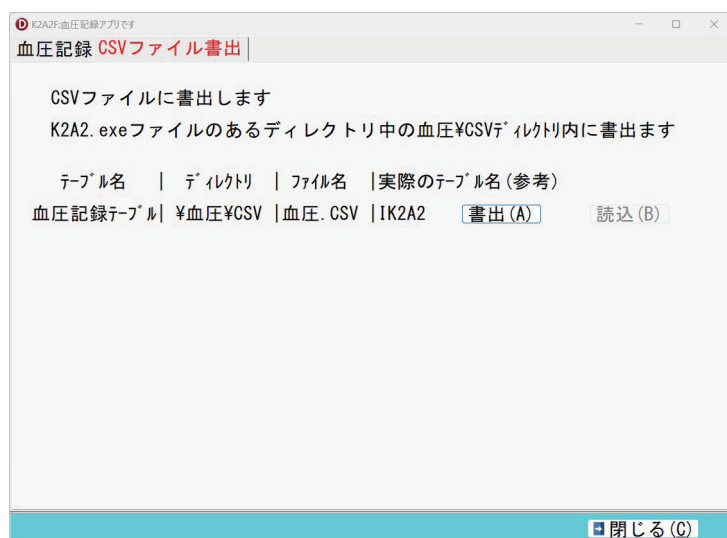 K2A2F:血圧記録アプリです
血圧記録 CSVファイル書出
CSVファイルに書出します
K2A2.exeファイルのあるディレクトリ中の血圧¥CSVディレクトリ内に書出ます
テーブル名 | ディレクトリ | ファイル名 |実際のテーブル名(参考)
血圧記録テーブル| ¥血圧¥CSV |血圧.CSV |IK2A2 書出(A) 読込(B)
閉じる(C)